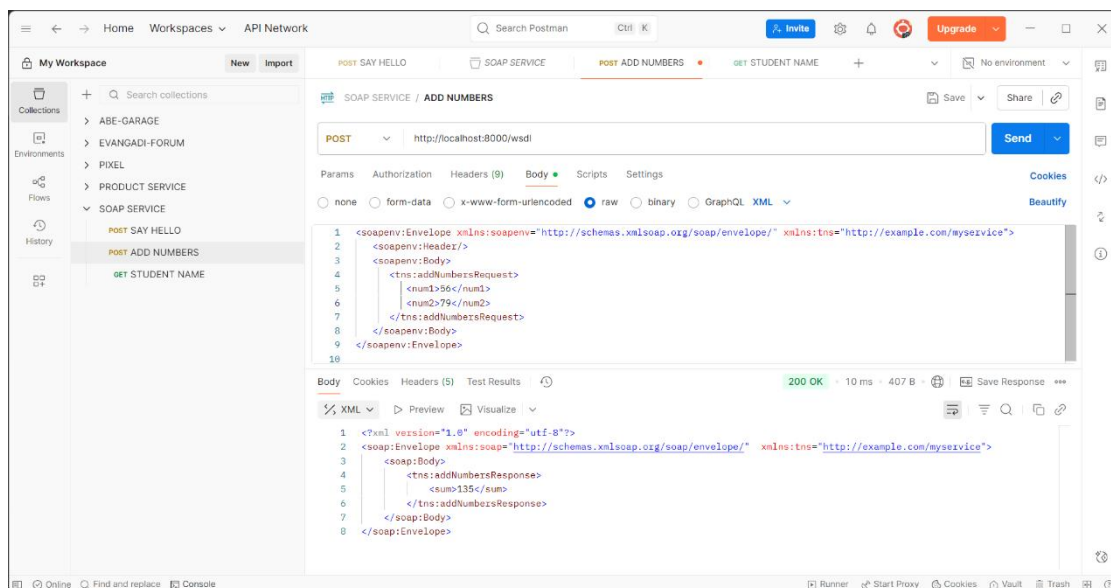 Home Workspaces API Network Search Postman Ctrl K Invite Upgrade
My Workspace New Import POST SAY HELLO SOAP SERVICE POST ADD NUMBERS GET STUDENT NAME No environment
Collections
Environments
Flows
History
Search collections
ABE-GARAGE
EVANGADI-FORUM
PIXEL
PRODUCT SERVICE
SOAP SERVICE
POST SAY HELLO
POST ADD NUMBERS
GET STUDENT NAME
HTTP SOAP SERVICE / ADD NUMBERS Save Share
POST http://localhost:8000/wsdl Send
Params Authorization Headers (9) Body Scripts Settings Cookies
none form-data x-www-form-urlencoded raw binary GraphQL XML Beautify
1 <soapenv:Envelope xmlns:soapenv="http://schemas.xmlsoap.org/soap/envelope/" xmlns:tns="http://example.com/myservice">
2 <soapenv:Header/>
3 <soapenv:Body>
4 <tns:addNumbersRequest>
5 <num1>56</num1>
6 <num2>79</num2>
7 </tns:addNumbersRequest>
8 </soapenv:Body>
9 </soapenv:Envelope>
10
Body Cookies Headers (5) Test Results 200 OK 10 ms 407 B Save Response
XML Preview Visualize
1 <?xml version="1.0" encoding="utf-8"?>
2 <soap:Envelope xmlns:soap="http://schemas.xmlsoap.org/soap/envelope/" xmlns:tns="http://example.com/myservice">
3 <soap:Body>
4 <tns:addNumbersResponse>
5 <sum>135</sum>
6 </tns:addNumbersResponse>
7 </soap:Body>
8 </soap:Envelope>
Online Find and replace Console Runner Start Proxy Cookies Vault Trash